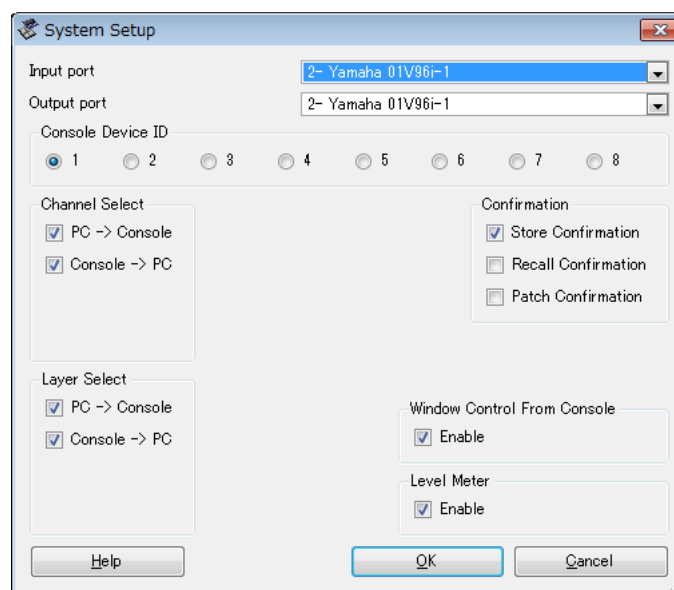 System Setup
Input port
2- Yamaha 01V96i-1
Output port
2- Yamaha 01V96i-1
Console Device ID
1 2 3 4 5 6 7 8
Channel Select
PC -> Console
Console -> PC
Confirmation
Store Confirmation
Recall Confirmation
Patch Confirmation
Layer Select
PC -> Console
Console -> PC
Window Control From Console
Enable
Level Meter
Enable
Help OK Cancel